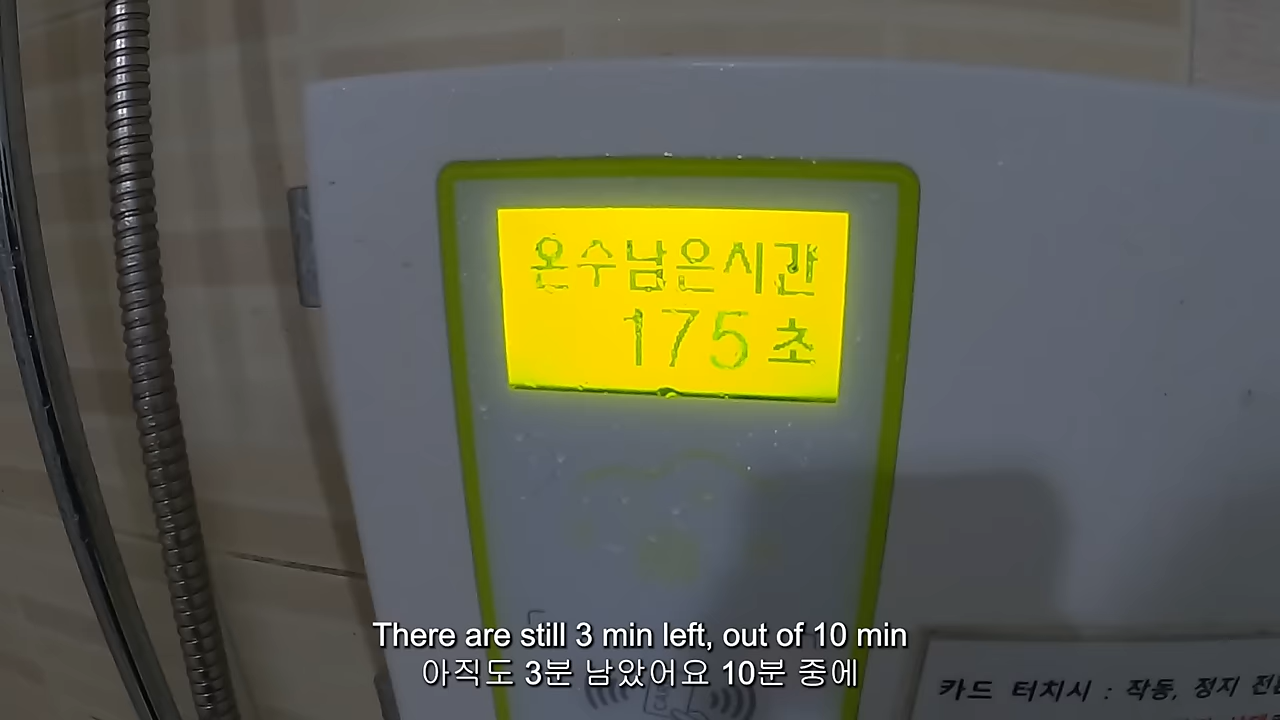 온수남은시간
175 초
There are still 3 min left, out of 10 min
아직도 3분 남았어요 10분 중에
카드 터치시 : 작동, 정지